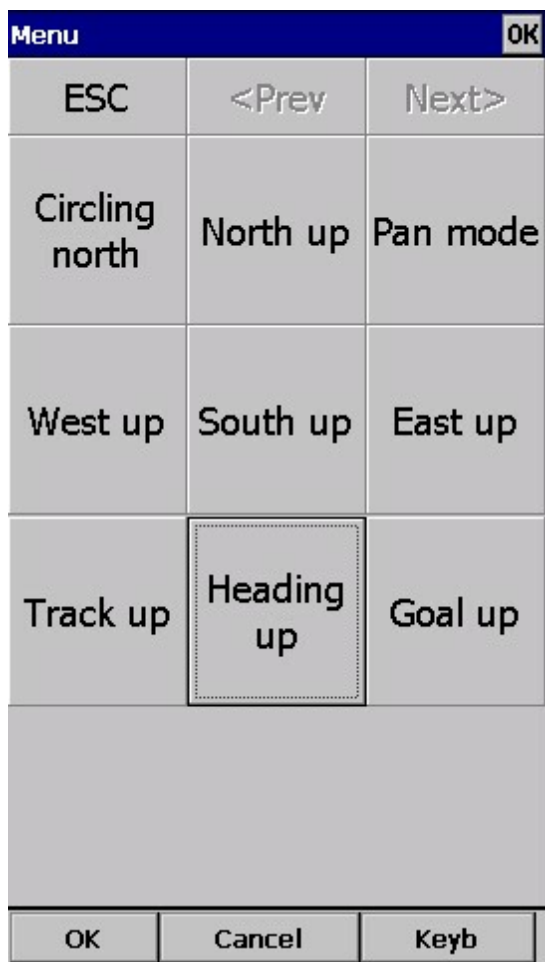 Menu OK
ESC <Prev Next>
Circling
north
North up
Pan mode
West up South up East up
Track up
Heading
up
Goal up
OK Cancel Keyb